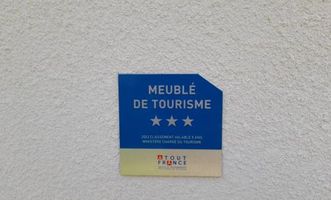 MEUBLÉ
DE TOURISME
CLASSEMENT VALABLE 5 ANS
MINISTÈRE CHARGÉ DU TOURISME
ATOUT
FRANCE